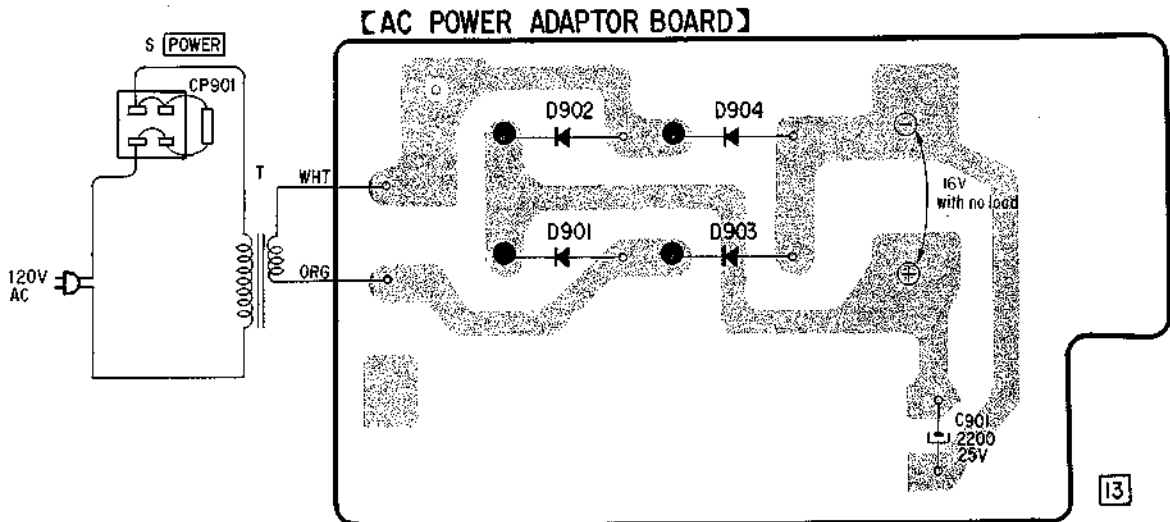 【AC POWER ADAPTOR BOARD】
S POWER
CP901
D902
D904
T
WHT
⊖
16V
with no load
D901
D903
ORG
⊕
120V
AC
C901
2200
25V
13